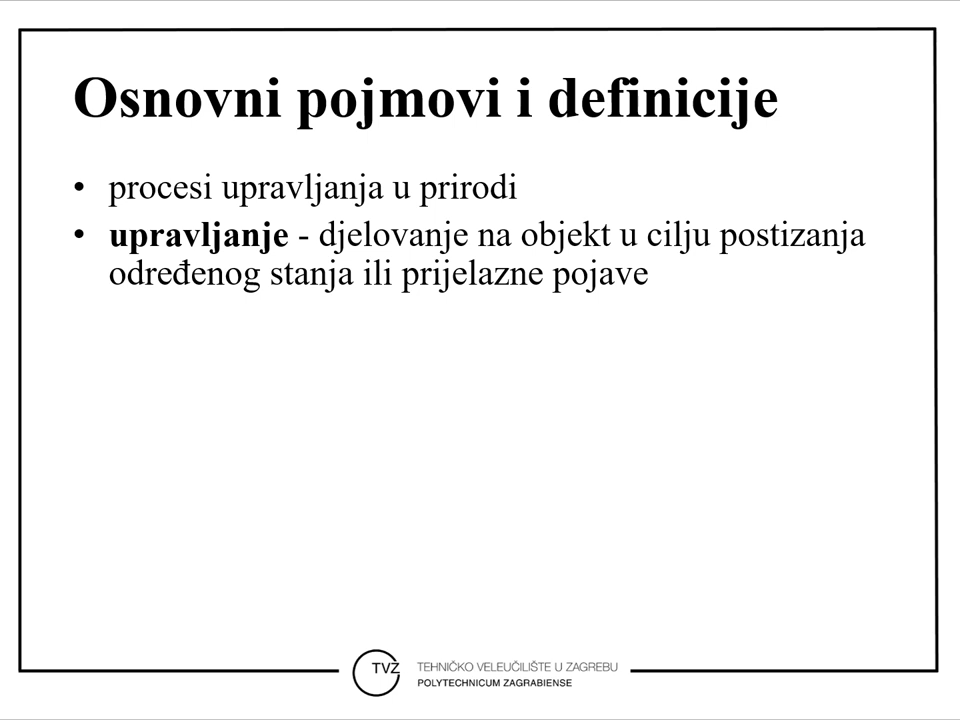 Osnovni pojmovi i definicije
• procesi upravljanja u prirodi
• upravljanje - djelovanje na objekt u cilju postizanja
određenog stanja ili prijelazne pojave
TVZ
TEHNIČKO VELEUČILIŠTE U ZAGREBU
POLYTECHNICUM ZAGRABIENSE